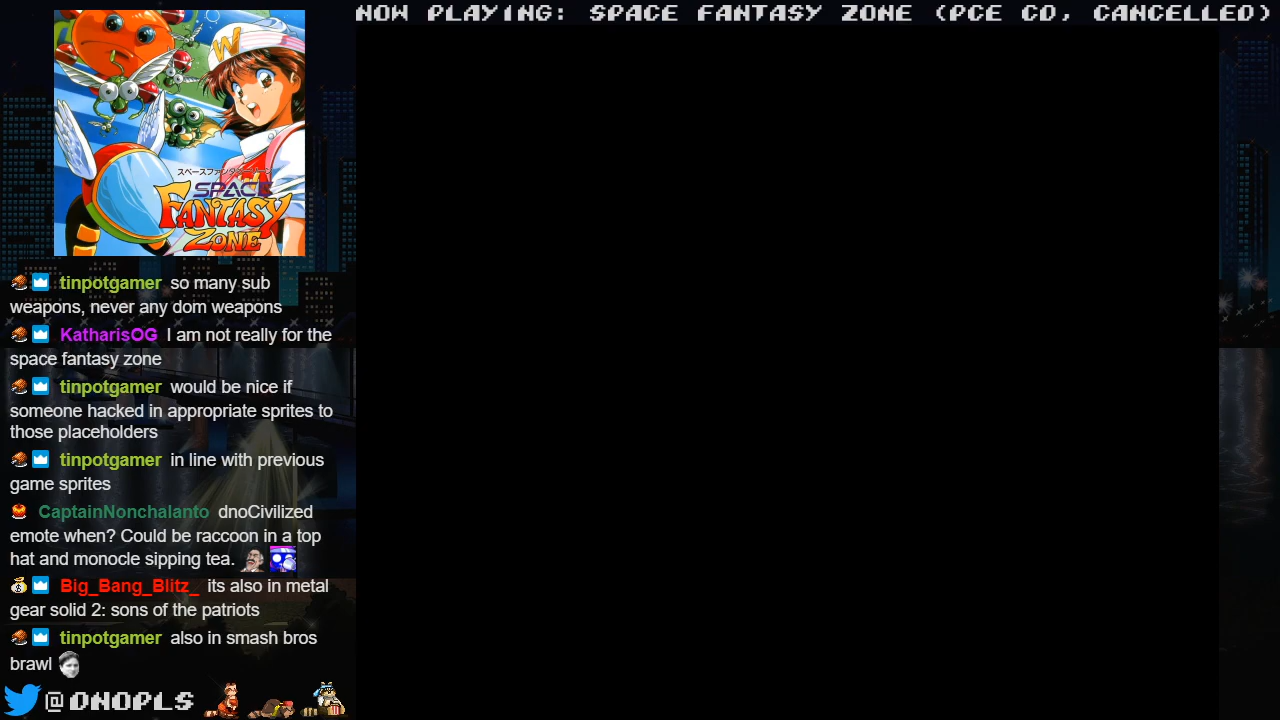 NOW PLAYING: SPACE FANTASY ZONE (PCE CD, CANCELLED)
W
スペースファンタジーゾーン
SPACE
FANTASY
ZONE
tinpotgamer so many sub
weapons, never any dom weapons
KatharisOG I am not really for the
space fantasy zone
tinpotgamer would be nice if
someone hacked in appropriate sprites to
those placeholders
tinpotgamer in line with previous
game sprites
CaptainNonchalanto dnoCivilized
emote when? Could be raccoon in a top
hat and monocle sipping tea.
Big_Bang_Blitz_ its also in metal
gear solid 2: sons of the patriots
tinpotgamer also in smash bros
brawl
@DNOPLS